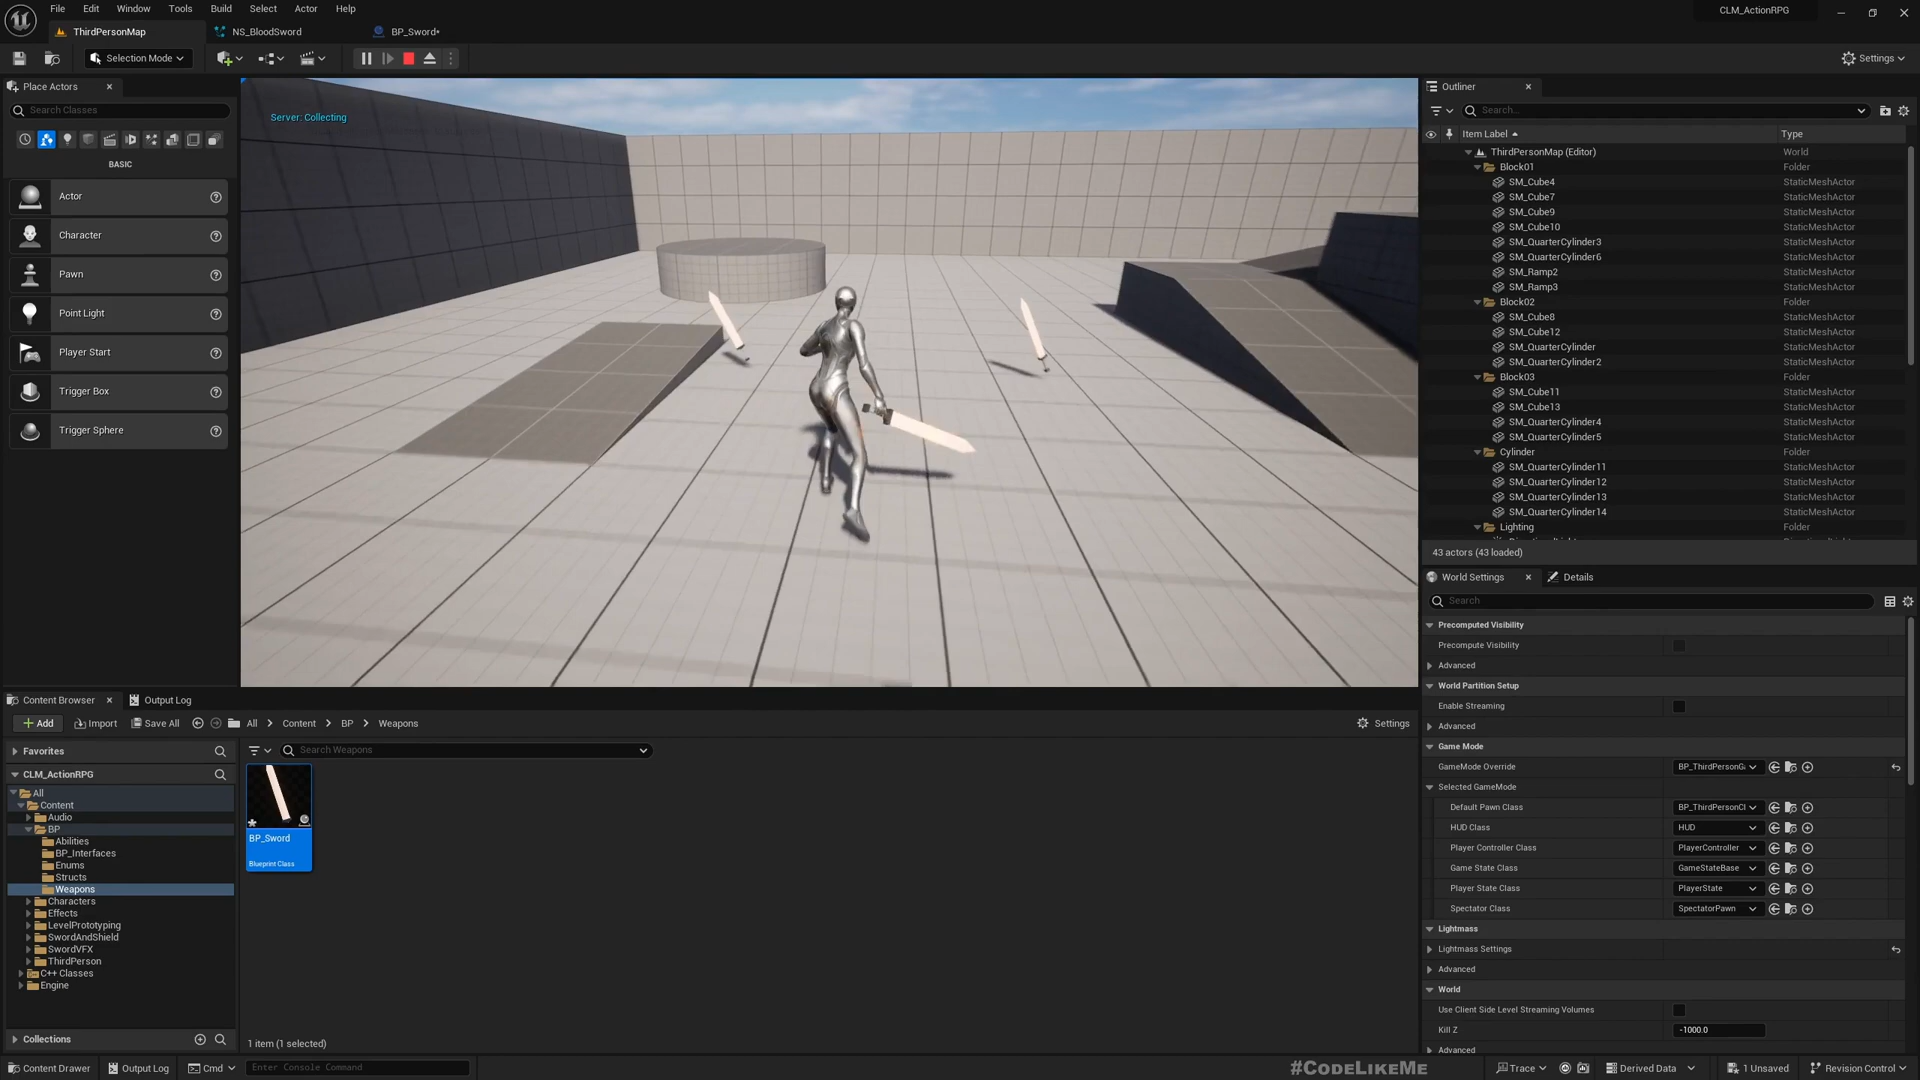 File Edit Window Tools Build Select Actor Help
CLM_ActionRPG
ThirdPersonMap
NS_BloodSword
BP_Sword*
Selection Mode
Settings
Place Actors
Search Classes
BASIC
Actor
Character
Pawn
Point Light
Player Start
Trigger Box
Trigger Sphere
Server: Collecting
Outliner
Search...
Item Label Type
ThirdPersonMap (Editor) World
Block01 Folder
SM_Cube4 StaticMeshActor
SM_Cube7 StaticMeshActor
SM_Cube9 StaticMeshActor
SM_Cube10 StaticMeshActor
SM_QuarterCylinder3 StaticMeshActor
SM_QuarterCylinder6 StaticMeshActor
SM_Ramp2 StaticMeshActor
SM_Ramp3 StaticMeshActor
Block02 Folder
SM_Cube8 StaticMeshActor
SM_Cube12 StaticMeshActor
SM_QuarterCylinder StaticMeshActor
SM_QuarterCylinder2 StaticMeshActor
Block03 Folder
SM_Cube11 StaticMeshActor
SM_Cube13 StaticMeshActor
SM_QuarterCylinder4 StaticMeshActor
SM_QuarterCylinder5 StaticMeshActor
Cylinder Folder
SM_QuarterCylinder11 StaticMeshActor
SM_QuarterCylinder12 StaticMeshActor
SM_QuarterCylinder13 StaticMeshActor
SM_QuarterCylinder14 StaticMeshActor
Lighting Folder
43 actors (43 loaded)
World Settings Details
Search
Precomputed Visibility
Precompute Visibility
Advanced
World Partition Setup
Enable Streaming
Advanced
Game Mode
GameMode Override BP_ThirdPersonG
Selected GameMode
Default Pawn Class BP_ThirdPersonCl
HUD Class HUD
Player Controller Class PlayerController
Game State Class GameStateBase
Player State Class PlayerState
Spectator Class SpectatorPawn
Lightmass
Lightmass Settings
Advanced
World
Use Client Side Level Streaming Volumes
Kill Z -1000.0
Advanced
Content Browser Output Log
Add Import Save All All Content BP Weapons Settings
Favorites
CLM_ActionRPG
All
Content
Audio
BP
Abilities
BP_Interfaces
Enums
Structs
Weapons
Characters
Effects
LevelPrototyping
SwordAndShield
SwordVFX
ThirdPerson
C++ Classes
Engine
Collections
Search Weapons
BP_Sword
Blueprint Class
1 item (1 selected)
Content Drawer Output Log Cmd Enter Console Command
#CODELIKEME
Trace Derived Data 1 Unsaved Revision Control